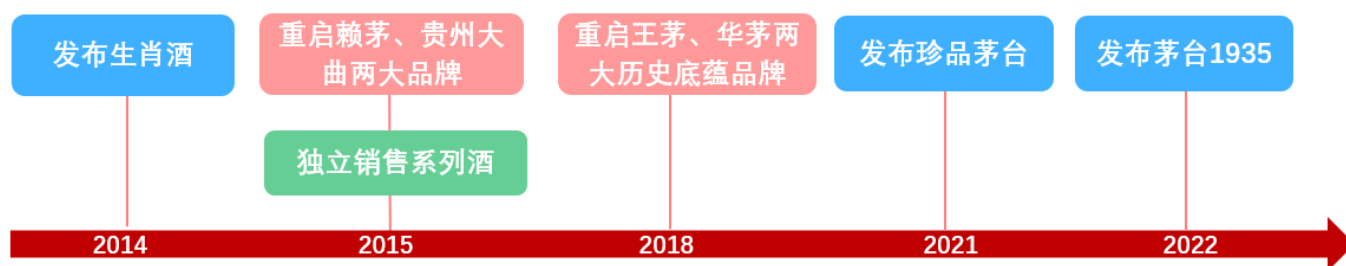 发布生肖酒
重启赖茅、贵州大
曲两大品牌
重启王茅、华茅两
大历史底蕴品牌
发布珍品茅台
发布茅台1935
独立销售系列酒
2014
2015
2018
2021
2022